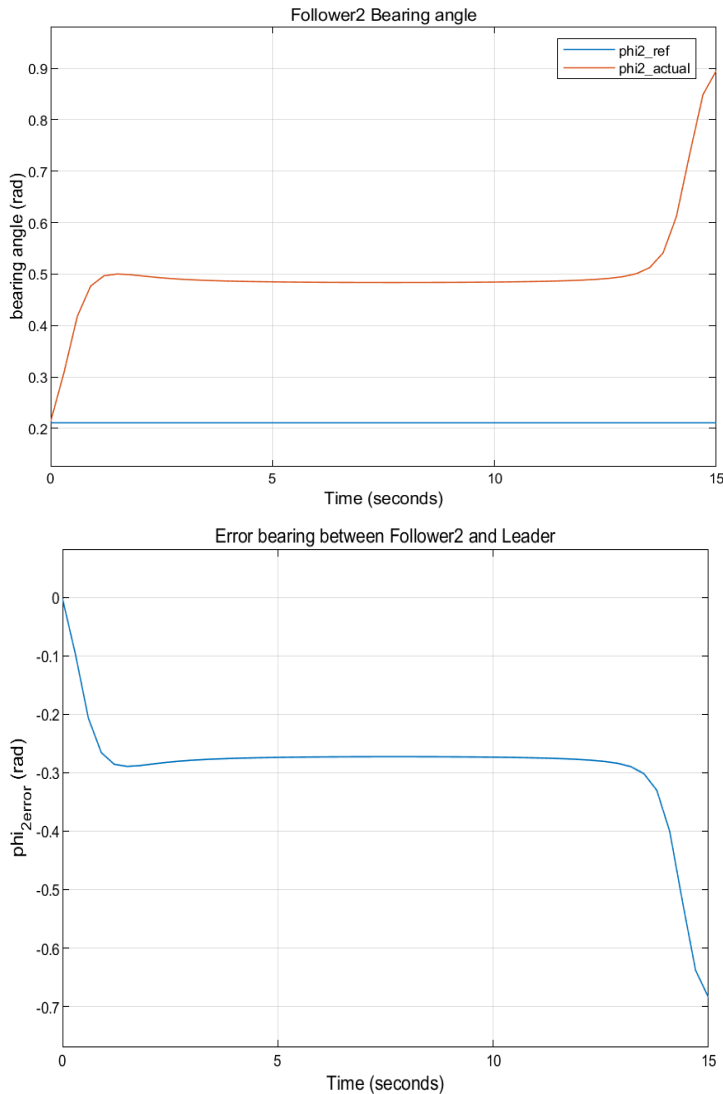 Follower2 Bearing angle
phi2_ref
phi2_actual
0.9
0.8
0.7
0.6
0.5
0.4
0.3
0.2
bearing angle (rad)
0 5 10 15
Time (seconds)
Error bearing between Follower2 and Leader
0
-0.1
-0.2
-0.3
-0.4
-0.5
-0.6
-0.7
phi2error (rad)
0 5 10 15
Time (seconds)